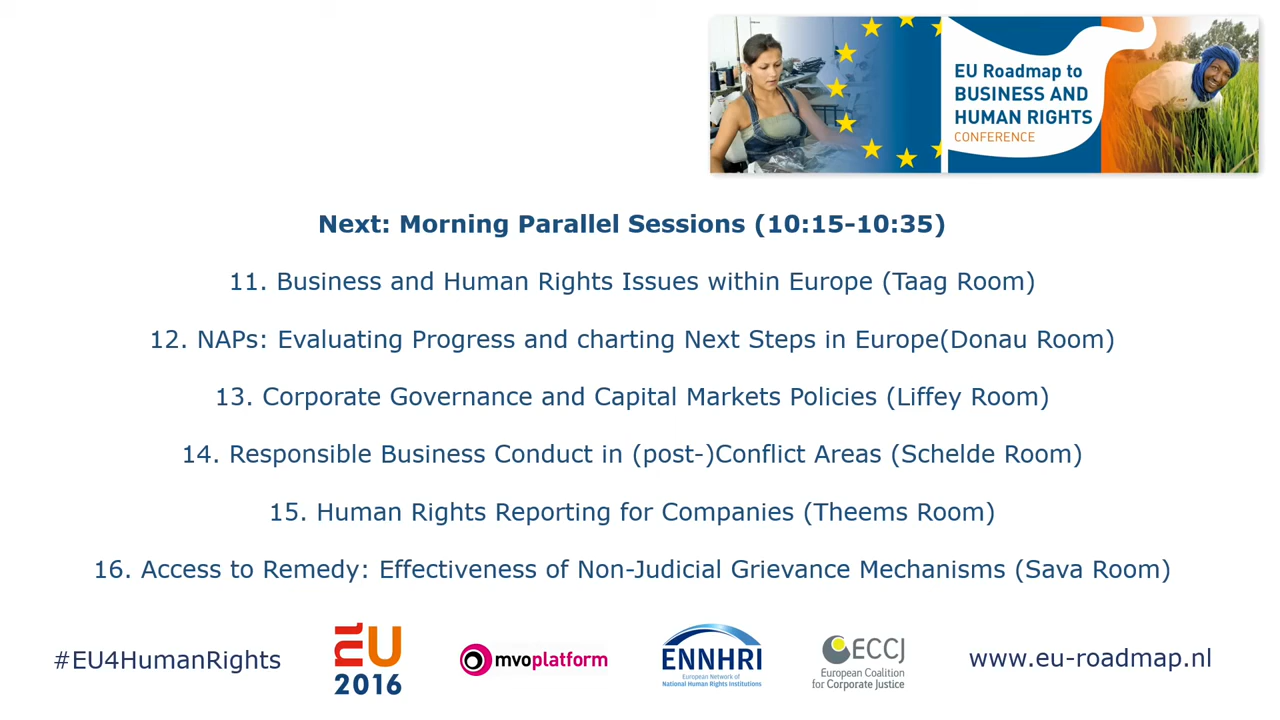 EU Roadmap to
BUSINESS AND
HUMAN RIGHTS
CONFERENCE
Next: Morning Parallel Sessions (10:15-10:35)
11. Business and Human Rights Issues within Europe (Taag Room)
12. NAPs: Evaluating Progress and charting Next Steps in Europe(Donau Room)
13. Corporate Governance and Capital Markets Policies (Liffey Room)
14. Responsible Business Conduct in (post-)Conflict Areas (Schelde Room)
15. Human Rights Reporting for Companies (Theems Room)
16. Access to Remedy: Effectiveness of Non-Judicial Grievance Mechanisms (Sava Room)
#EU4HumanRights
nl EU
2016
mvoplatform
ENNHRI
European Network of
National Human Rights Institutions
ECCJ
European Coalition
for Corporate Justice
www.eu-roadmap.nl